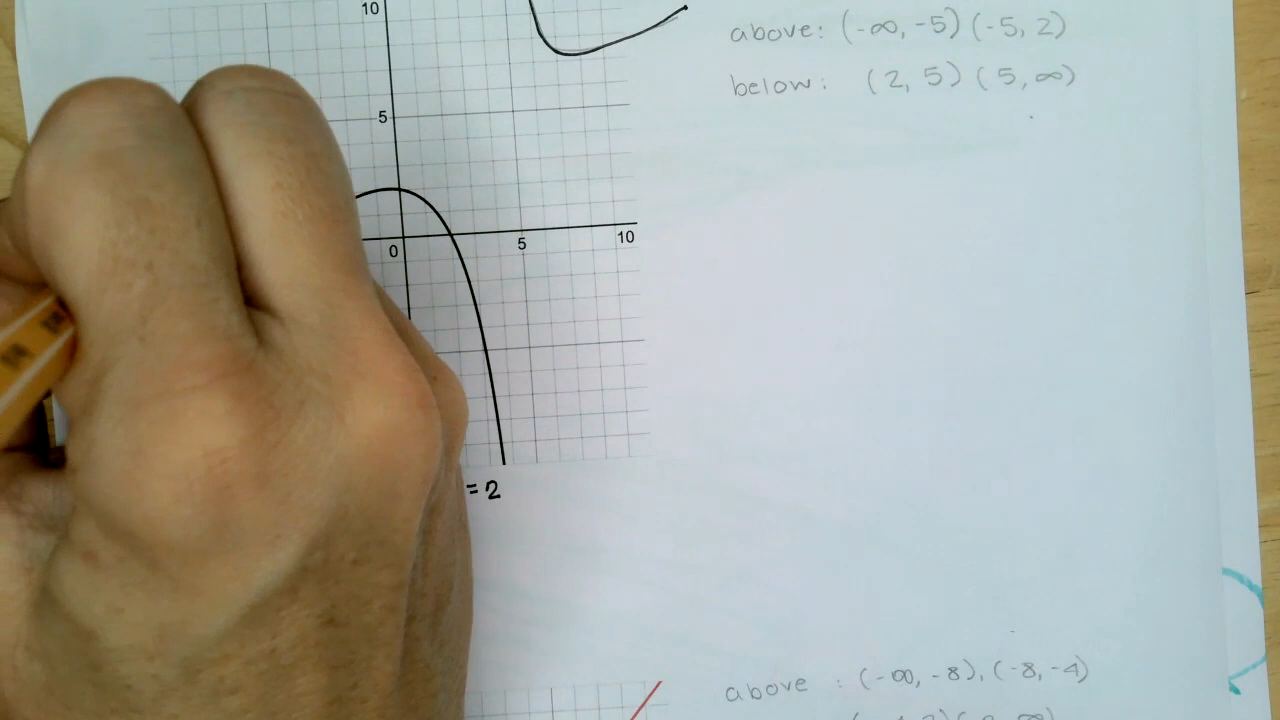 10
above: (-∞, -5) (-5, 2)
below: (2, 5) (5, ∞)
5
0
5
10
= 2
above : (-∞, -8), (-8, -4)